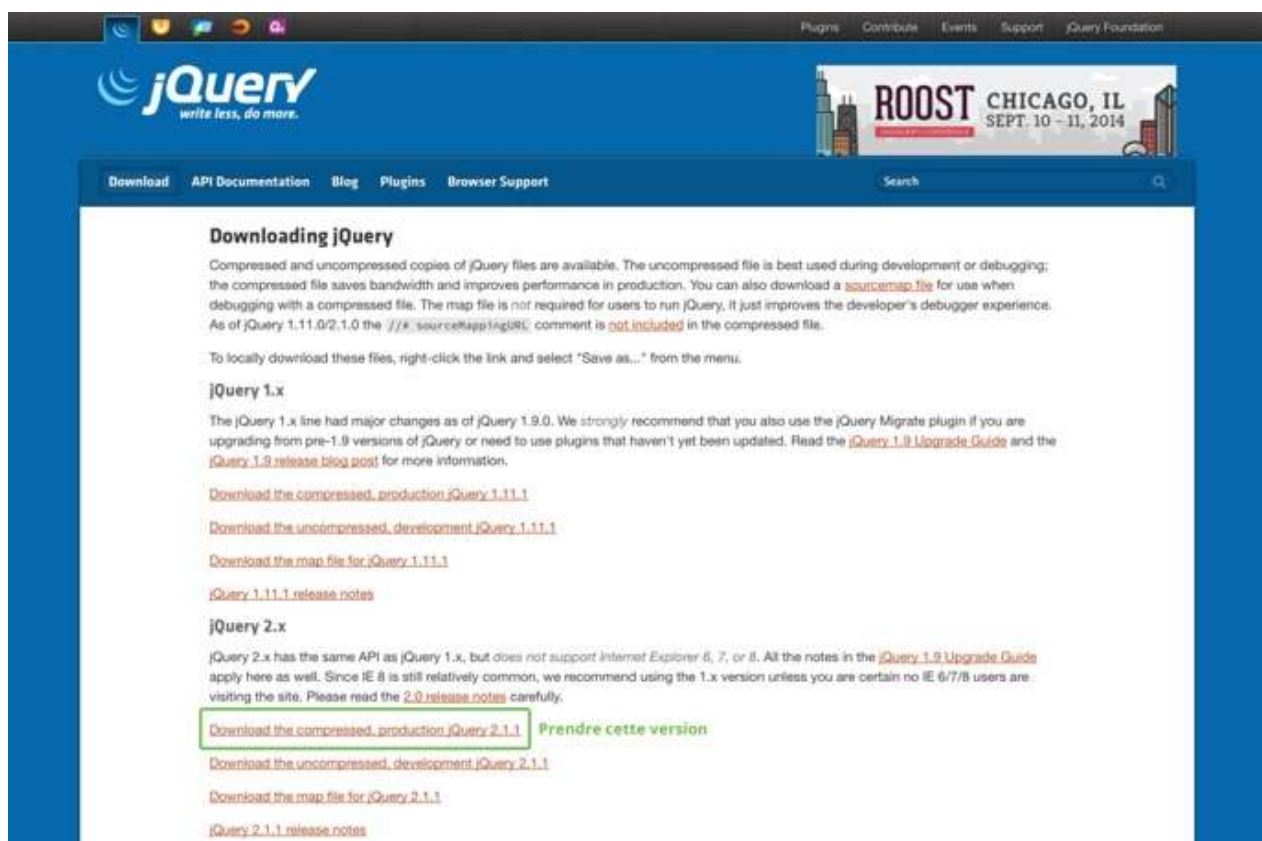 Plugins Contribute Events Support jQuery Foundation
jQuery
write less, do more.
ROOST
CHICAGO, IL
SEPT. 10 - 11, 2014
Download API Documentation Blog Plugins Browser Support Search
Downloading jQuery
Compressed and uncompressed copies of jQuery files are available. The uncompressed file is best used during development or debugging;
the compressed file saves bandwidth and improves performance in production. You can also download a sourcemap file for use when
debugging with a compressed file. The map file is not required for users to run jQuery, it just improves the developer's debugger experience.
As of jQuery 1.11.0/2.1.0 the //# sourceMappingURL comment is not included in the compressed file.
To locally download these files, right-click the link and select "Save as..." from the menu.
jQuery 1.x
The jQuery 1.x line had major changes as of jQuery 1.9.0. We strongly recommend that you also use the jQuery Migrate plugin if you are
upgrading from pre-1.9 versions of jQuery or need to use plugins that haven't yet been updated. Read the jQuery 1.9 Upgrade Guide and the
jQuery 1.9 release blog post for more information.
Download the compressed, production jQuery 1.11.1
Download the uncompressed, development jQuery 1.11.1
Download the map file for jQuery 1.11.1
jQuery 1.11.1 release notes
jQuery 2.x
jQuery 2.x has the same API as jQuery 1.x, but does not support Internet Explorer 6, 7, or 8. All the notes in the jQuery 1.9 Upgrade Guide
apply here as well. Since IE 8 is still relatively common, we recommend using the 1.x version unless you are certain no IE 6/7/8 users are
visiting the site. Please read the 2.0 release notes carefully.
Download the compressed, production jQuery 2.1.1 Prendre cette version
Download the uncompressed, development jQuery 2.1.1
Download the map file for jQuery 2.1.1
jQuery 2.1.1 release notes